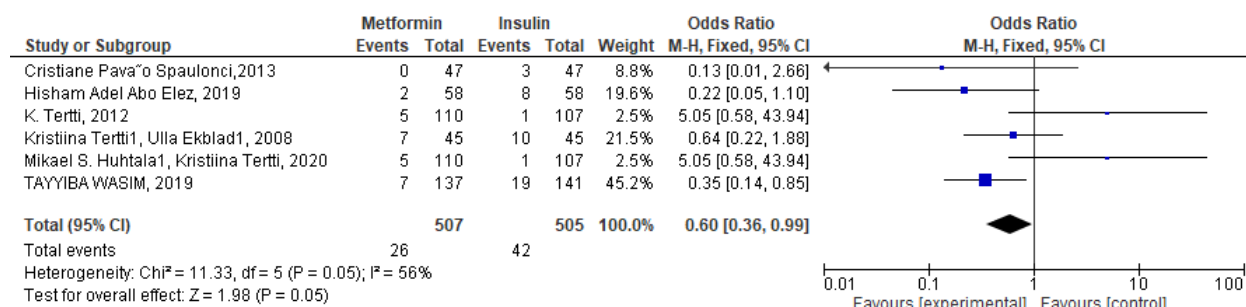 Metformin Insulin Odds Ratio Odds Ratio
Study or Subgroup Events Total Events Total Weight M-H, Fixed, 95% CI M-H, Fixed, 95% CI
Cristiane Pava˜o Spaulonci,2013 0 47 3 47 8.8% 0.13 [0.01, 2.66]
Hisham Adel Abo Elez, 2019 2 58 8 58 19.6% 0.22 [0.05, 1.10]
K. Tertti, 2012 5 110 1 107 2.5% 5.05 [0.58, 43.94]
Kristiina Tertti1, Ulla Ekblad1, 2008 7 45 10 45 21.5% 0.64 [0.22, 1.88]
Mikael S. Huhtala1, Kristiina Tertti, 2020 5 110 1 107 2.5% 5.05 [0.58, 43.94]
TAYYIBA WASIM, 2019 7 137 19 141 45.2% 0.35 [0.14, 0.85]
Total (95% CI) 507 505 100.0% 0.60 [0.36, 0.99]
Total events 26 42
Heterogeneity: Chi² = 11.33, df = 5 (P = 0.05); I² = 56%
Test for overall effect: Z = 1.98 (P = 0.05)
0.01 0.1 1 10 100
Favours [experimental] Favours [control]